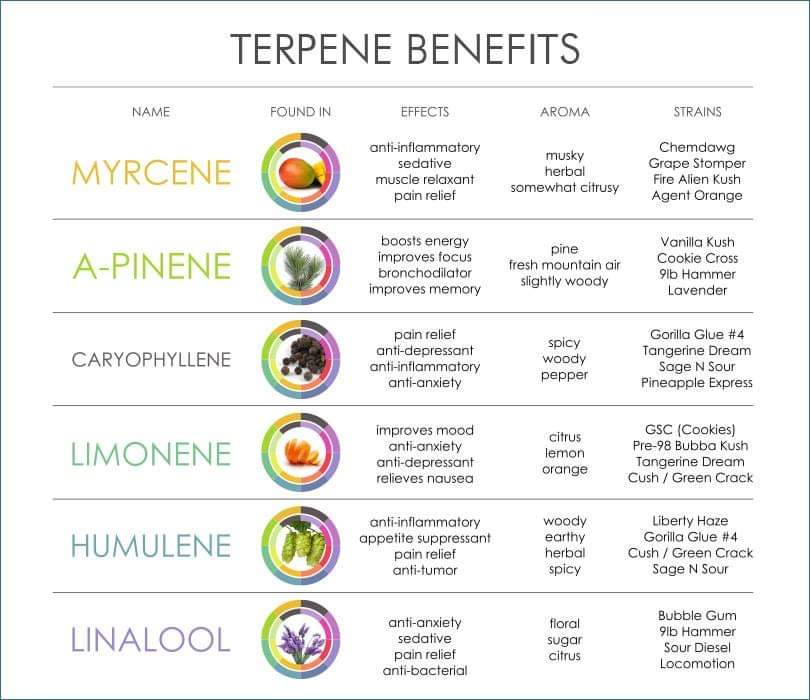 TERPENE BENEFITS
NAME FOUND IN EFFECTS AROMA STRAINS
MYRCENE
anti-inflammatory
sedative
muscle relaxant
pain relief
musky
herbal
somewhat citrusy
Chemdawg
Grape Stomper
Fire Alien Kush
Agent Orange
A-PINENE
boosts energy
improves focus
bronchodilator
improves memory
pine
fresh mountain air
slightly woody
Vanilla Kush
Cookie Cross
9lb Hammer
Lavender
CARYOPHYLLENE
pain relief
anti-depressant
anti-inflammatory
anti-anxiety
spicy
woody
pepper
Gorilla Glue #4
Tangerine Dream
Sage N Sour
Pineapple Express
LIMONENE
improves mood
anti-anxiety
anti-depressant
relieves nausea
citrus
lemon
orange
GSC (Cookies)
Pre-98 Bubba Kush
Tangerine Dream
Cush / Green Crack
HUMULENE
anti-inflammatory
appetite suppressant
pain relief
anti-tumor
woody
earthy
herbal
spicy
Liberty Haze
Gorilla Glue #4
Cush / Green Crack
Sage N Sour
LINALOOL
anti-anxiety
sedative
pain relief
anti-bacterial
floral
sugar
citrus
Bubble Gum
9lb Hammer
Sour Diesel
Locomotion